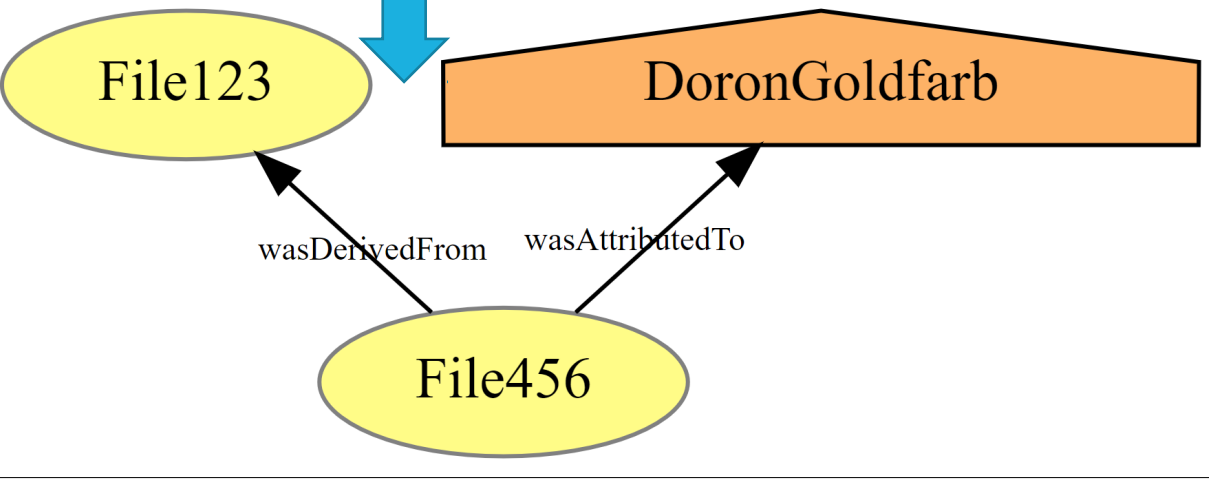 File123
DoronGoldfarb
wasDerivedFrom
wasAttributedTo
File456